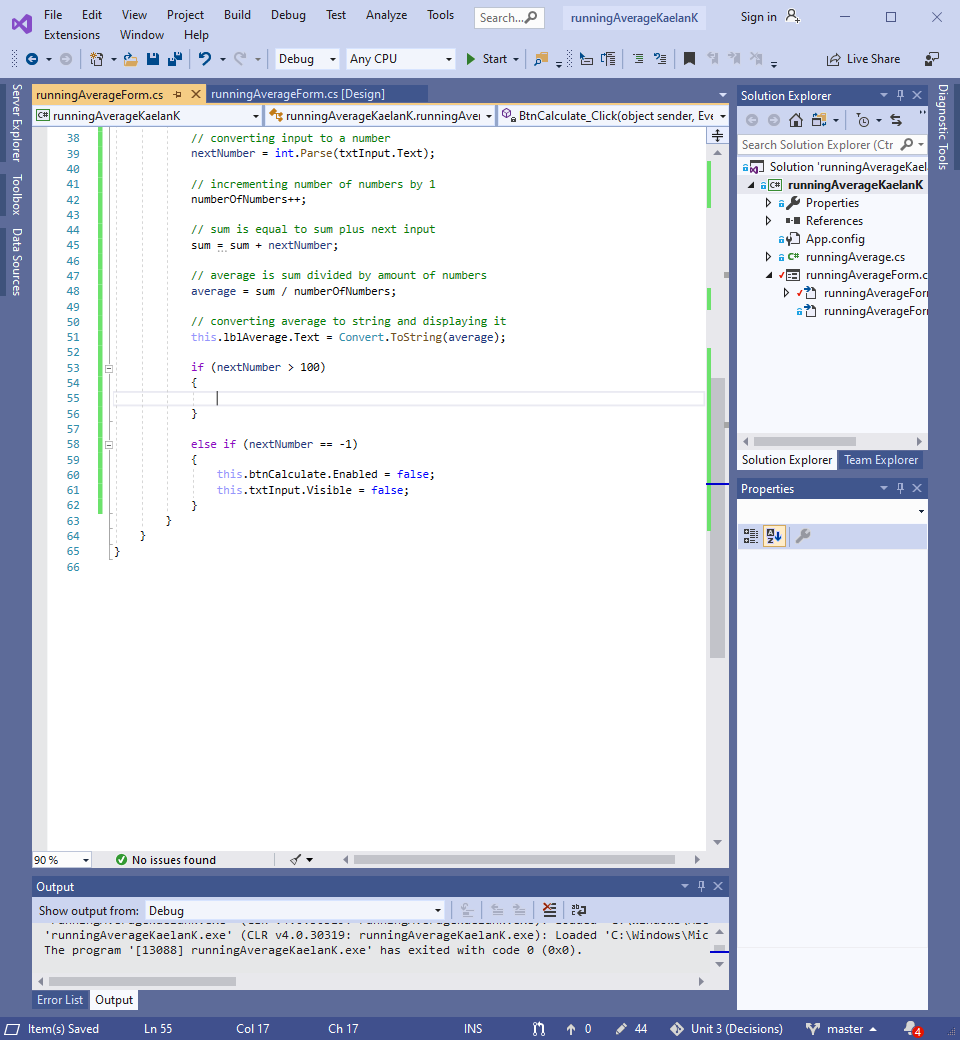 File Edit View Project Build Debug Test Analyze Tools Search... runningAverageKaelanK Sign in
Extensions Window Help
Debug Any CPU Start Live Share
Server Explorer
Toolbox
Data Sources
runningAverageForm.cs runningAverageForm.cs [Design]
runningAverageKaelanK runningAverageKaelanK.runningAver BtnCalculate_Click(object sender, Eve
38 // converting input to a number
39 nextNumber = int.Parse(txtInput.Text);
40
41 // incrementing number of numbers by 1
42 numberOfNumbers++;
43
44 // sum is equal to sum plus next input
45 sum = sum + nextNumber;
46
47 // average is sum divided by amount of numbers
48 average = sum / numberOfNumbers;
49
50 // converting average to string and displaying it
51 this.lblAverage.Text = Convert.ToString(average);
52
53 if (nextNumber > 100)
54 {
55
56 }
57
58 else if (nextNumber == -1)
59 {
60 this.btnCalculate.Enabled = false;
61 this.txtInput.Visible = false;
62 }
63 }
64 }
65 }
66
90 % No issues found
Output
Show output from: Debug
'runningAverageKaelanK.exe' (CLR v4.0.30319: runningAverageKaelanK.exe): Loaded 'C:\Windows\Mic
The program '[13088] runningAverageKaelanK.exe' has exited with code 0 (0x0).
Error List Output
Solution Explorer
Search Solution Explorer (Ctr
Solution 'runningAverageKael
C# runningAverageKaelanK
Properties
References
App.config
C# runningAverage.cs
runningAverageForm.c
runningAverageFor
runningAverageFor
Solution Explorer Team Explorer
Properties
Diagnostic Tools
Item(s) Saved Ln 55 Col 17 Ch 17 INS 0 44 Unit 3 (Decisions) master 4